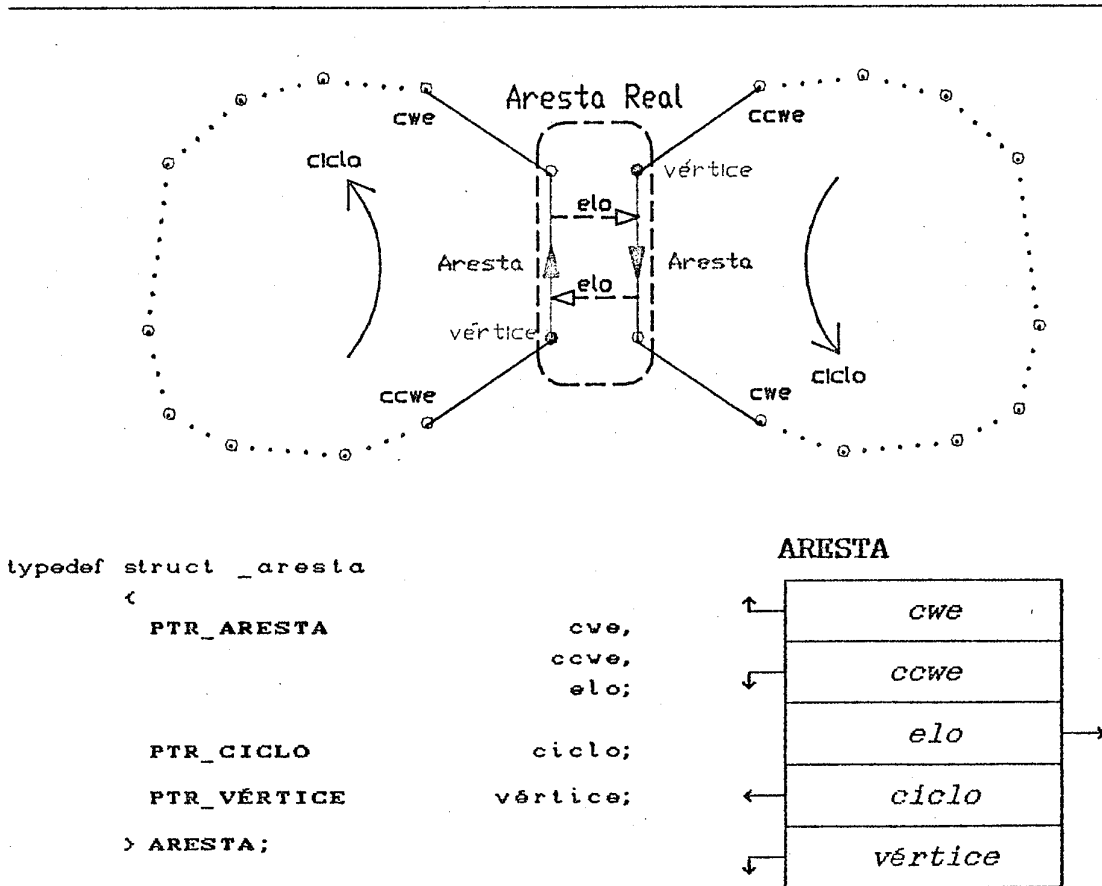 Aresta Real
cwe
ccwe
ciclo
vértice
elo
Aresta
Aresta
elo
vértice
ciclo
ccwe
cwe
ARESTA
typedef struct _aresta
{
PTR_ARESTA cwe,
ccwe,
elo;
PTR_CICLO ciclo;
PTR_VÉRTICE vértice;
} ARESTA;
cwe
ccwe
elo
ciclo
vértice